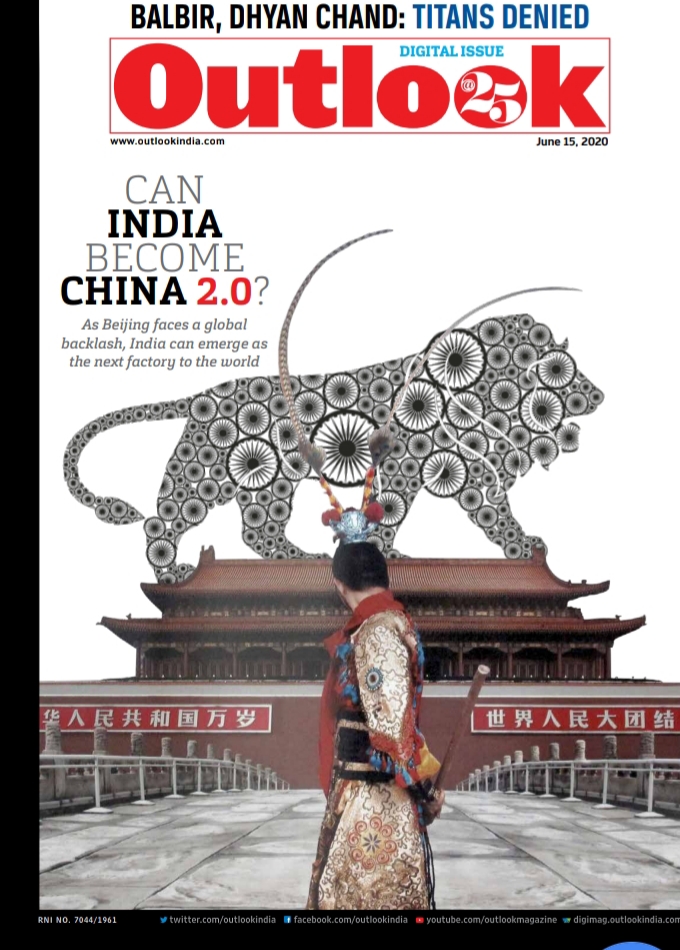 BALBIR, DHYAN CHAND: TITANS DENIED
DIGITAL ISSUE
Outlook
@25
www.outlookindia.com
June 15, 2020
CAN
INDIA
BECOME
CHINA 2.0?
As Beijing faces a global
backlash, India can emerge as
the next factory to the world
华人民共和国万岁
世界人民大团结
RNI NO. 7044/1961
twitter.com/outlookindia
facebook.com/outlookindia
youtube.com/outlookmagazine
digimag.outlookindia.com